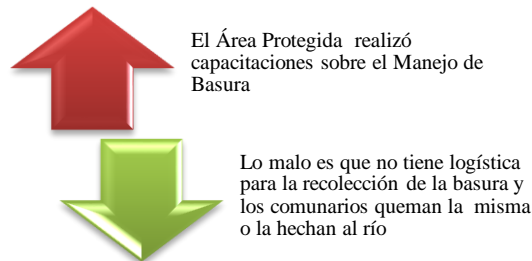 El Área Protegida realizó
capacitaciones sobre el Manejo de
Basura
Lo malo es que no tiene logística
para la recolección de la basura y
los comunarios queman la misma
o la hechan al río